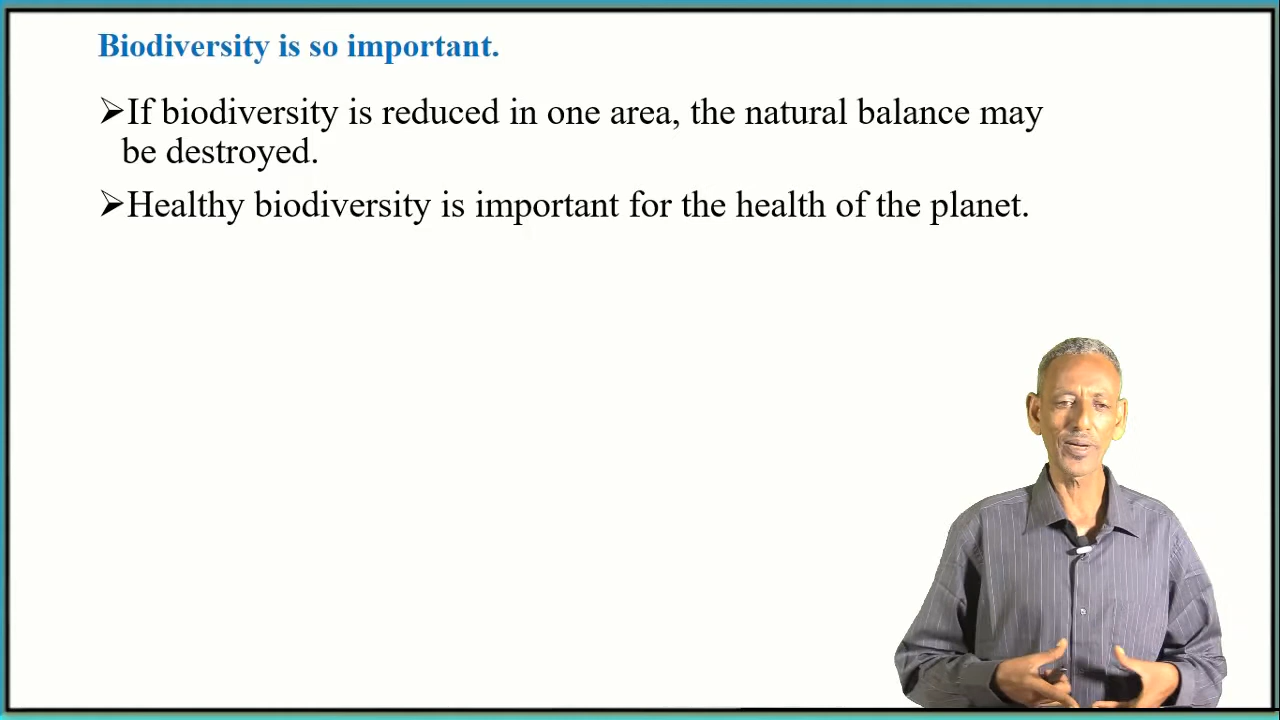 Biodiversity is so important.
➢If biodiversity is reduced in one area, the natural balance may
be destroyed.
➢Healthy biodiversity is important for the health of the planet.